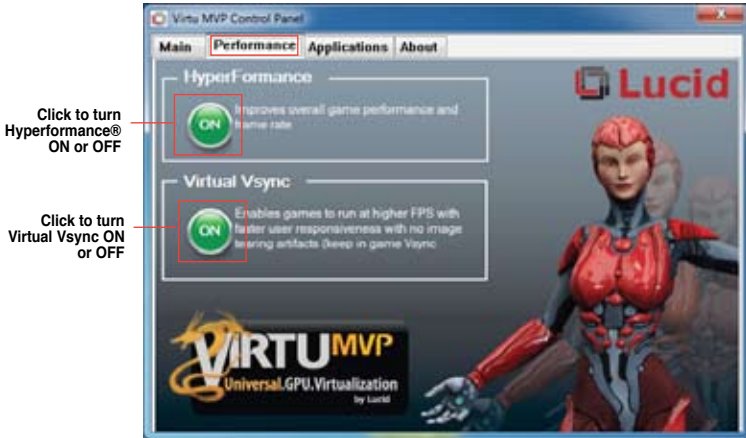 Virtu MVP Control Panel
Main Performance Applications About
HyperFormance
Click to turn
Hyperformance®
ON or OFF
ON
Improves overall game performance and
frame rate
Virtual Vsync
Click to turn
Virtual Vsync ON
or OFF
ON
Enables games to run at higher FPS with
faster user responsiveness with no image
tearing artifacts (keep in game Vsync
Lucid
VIRTU MVP
Universal.GPU.Virtualization
by Lucid